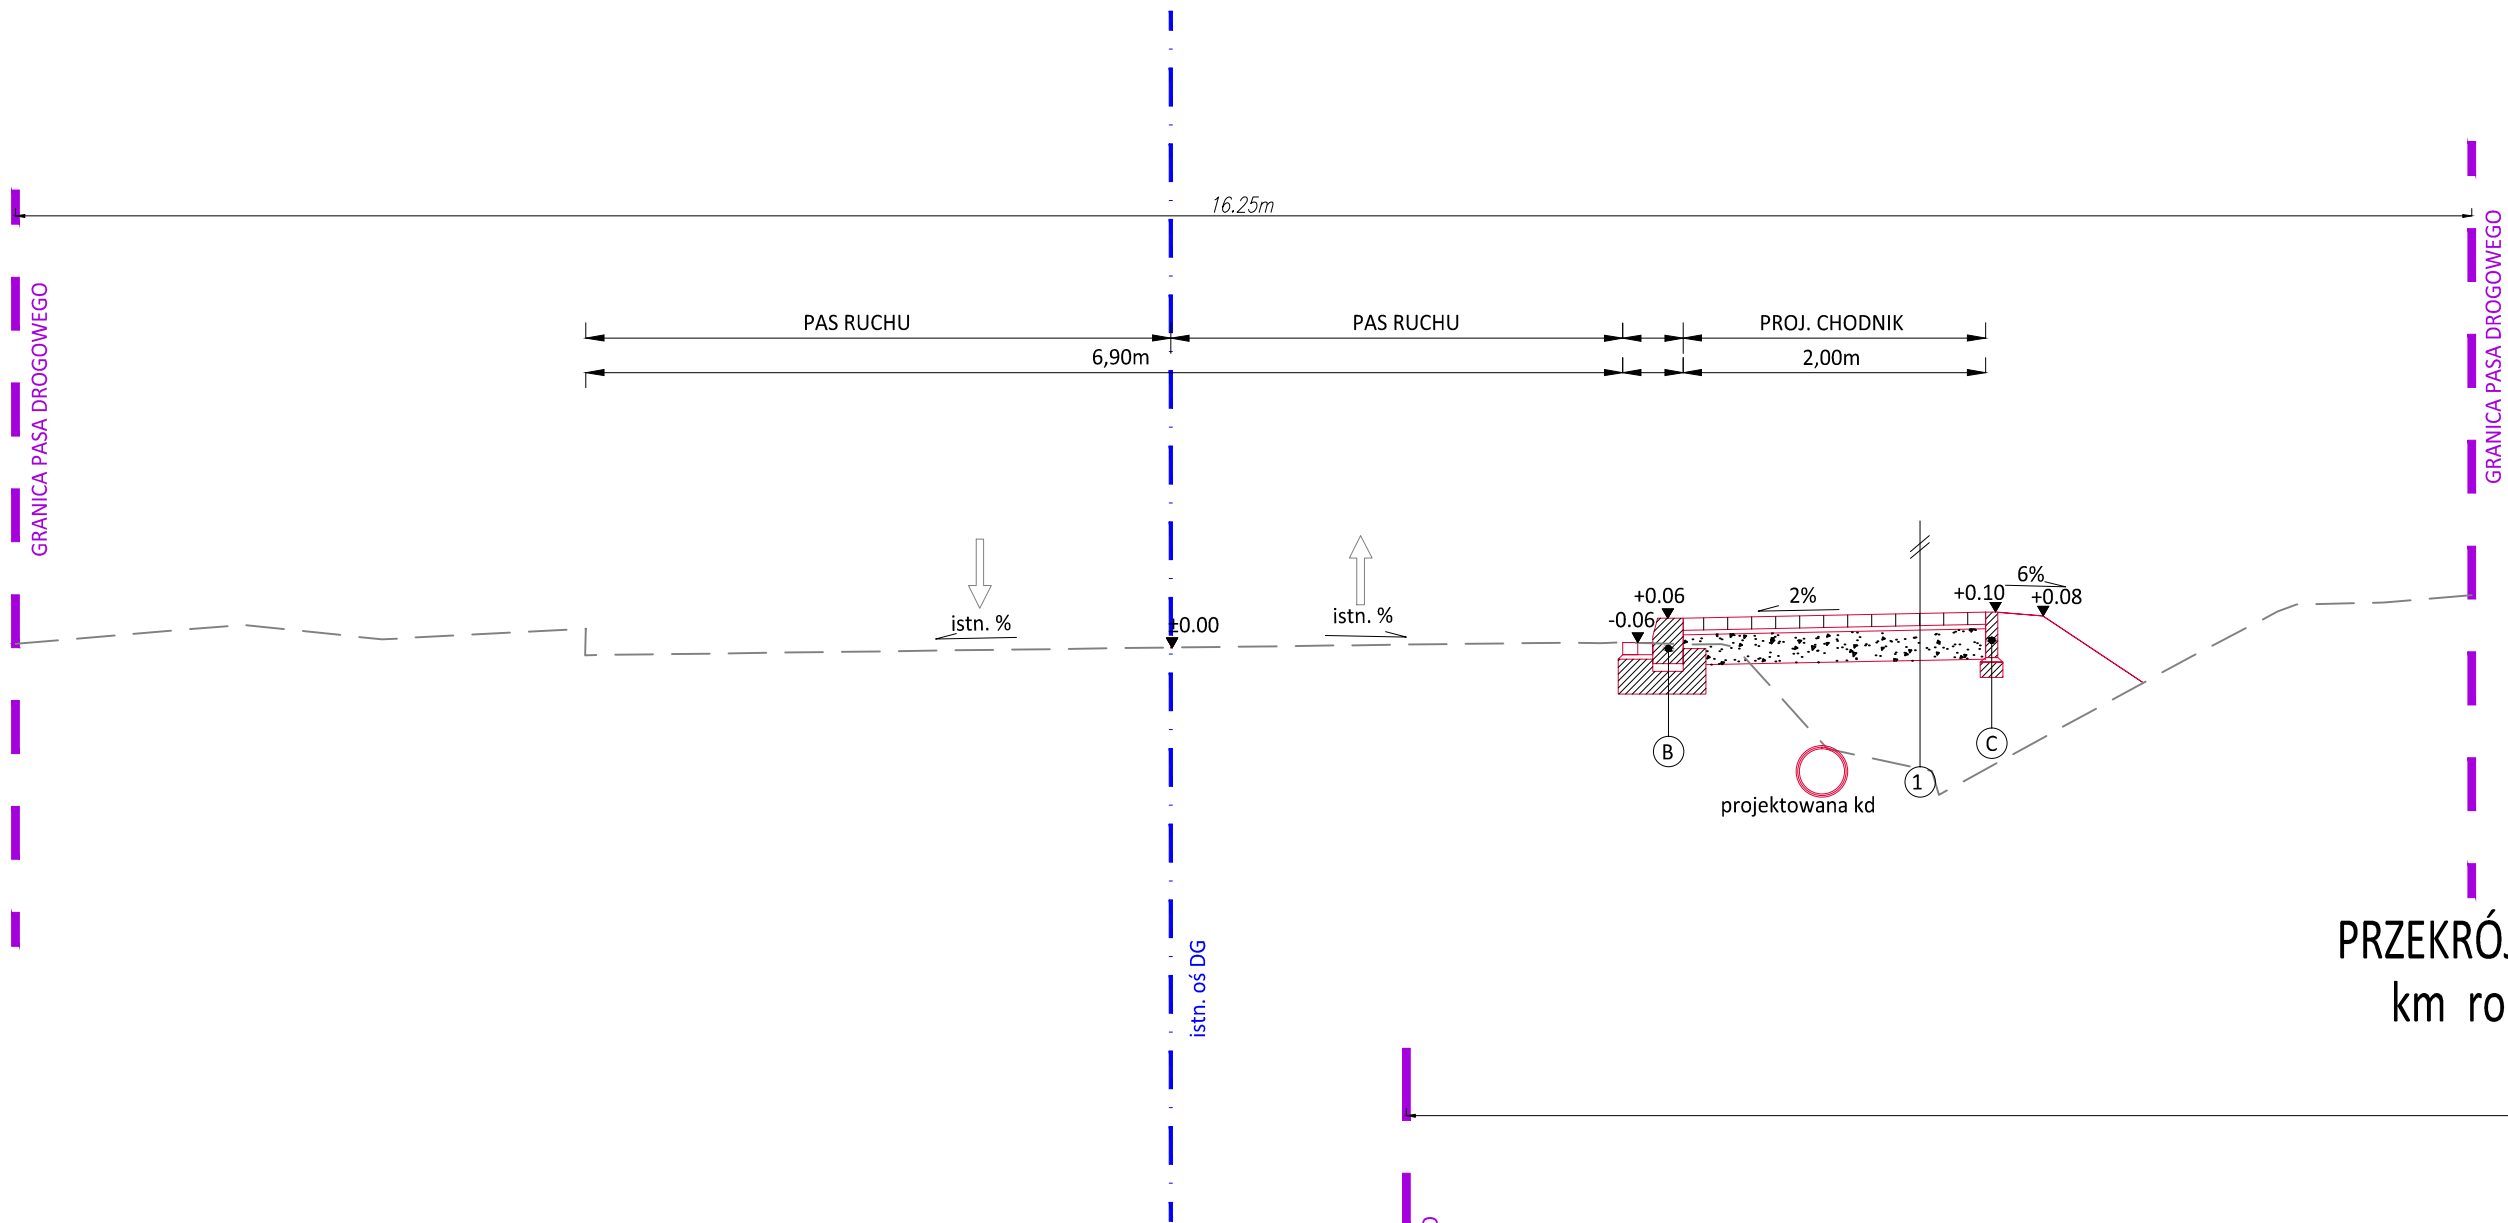 16.25m
GRANICA PASA DROGOWEGO
GRANICA PASA DROGOWEGO
PAS RUCHU
PAS RUCHU
PROJ. CHODNIK
6,90m
2,00m
istn. %
±0.00
istn. %
-0.06
+0.06
2%
+0.10
6%
+0.08
B
C
1
projektowana kd
istn. oś DG
PRZEKRÓ
km ro